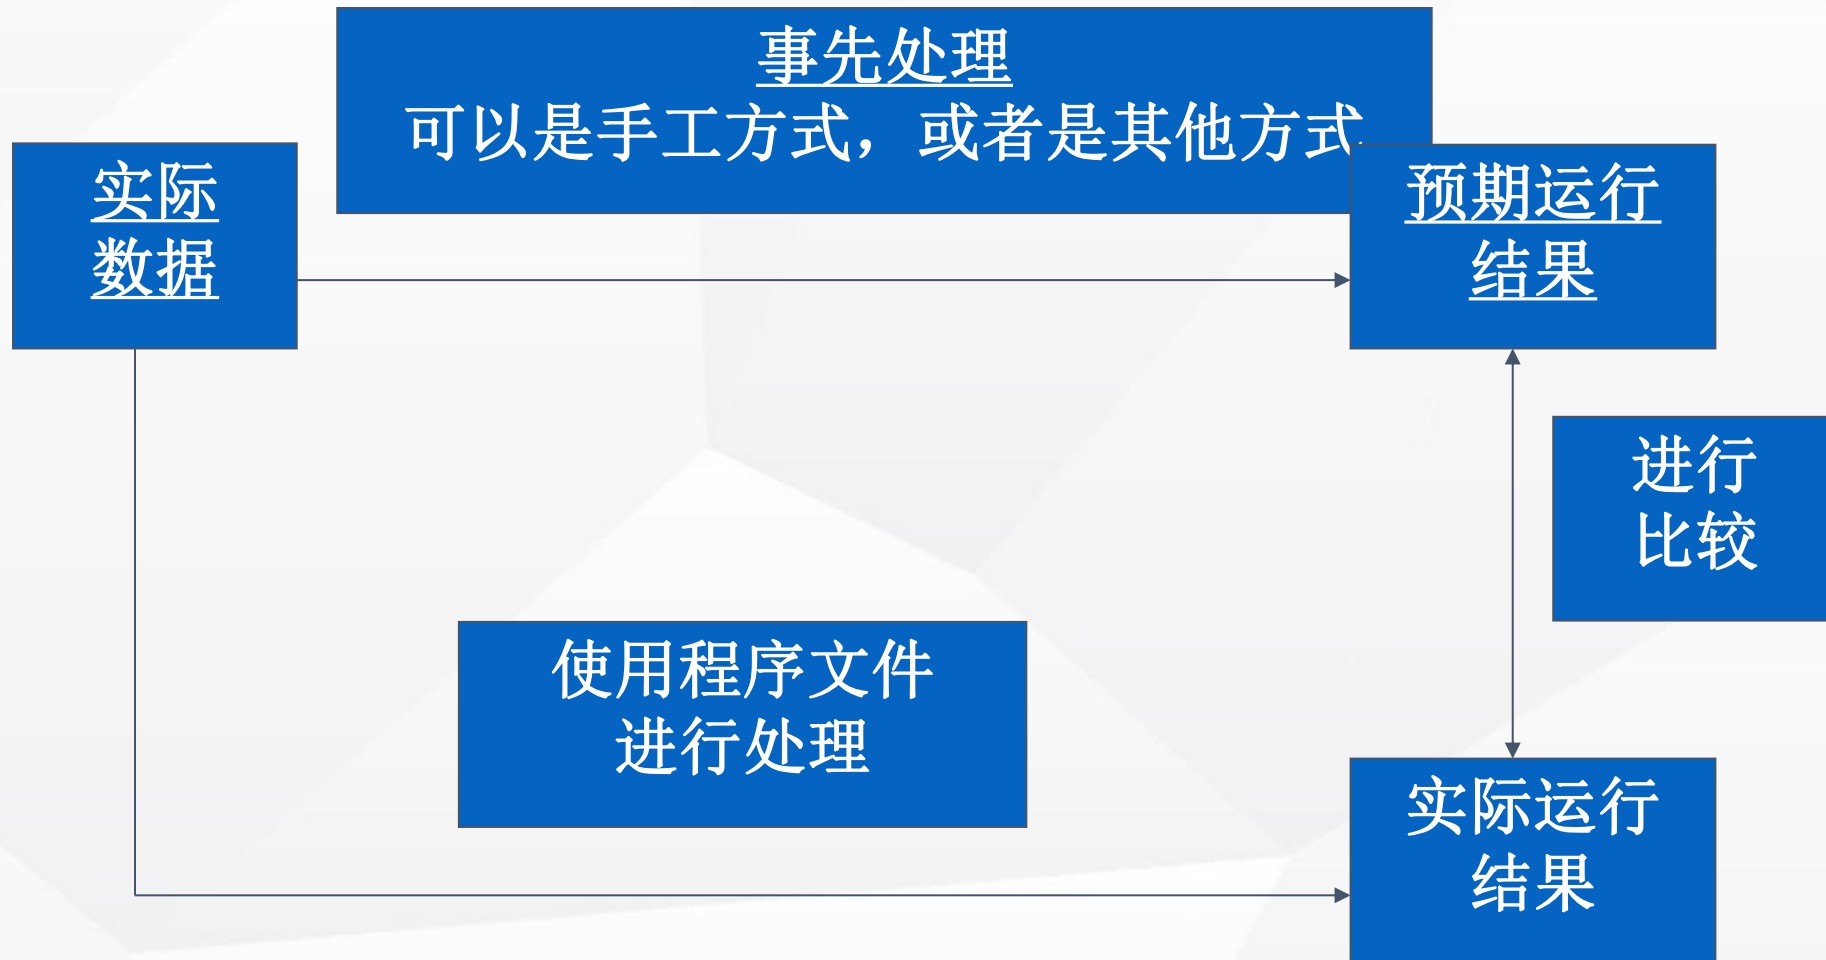 事先处理
可以是手工方式，或者是其他方式
实际
数据
预期运行
结果
进行
比较
使用程序文件
进行处理
实际运行
结果